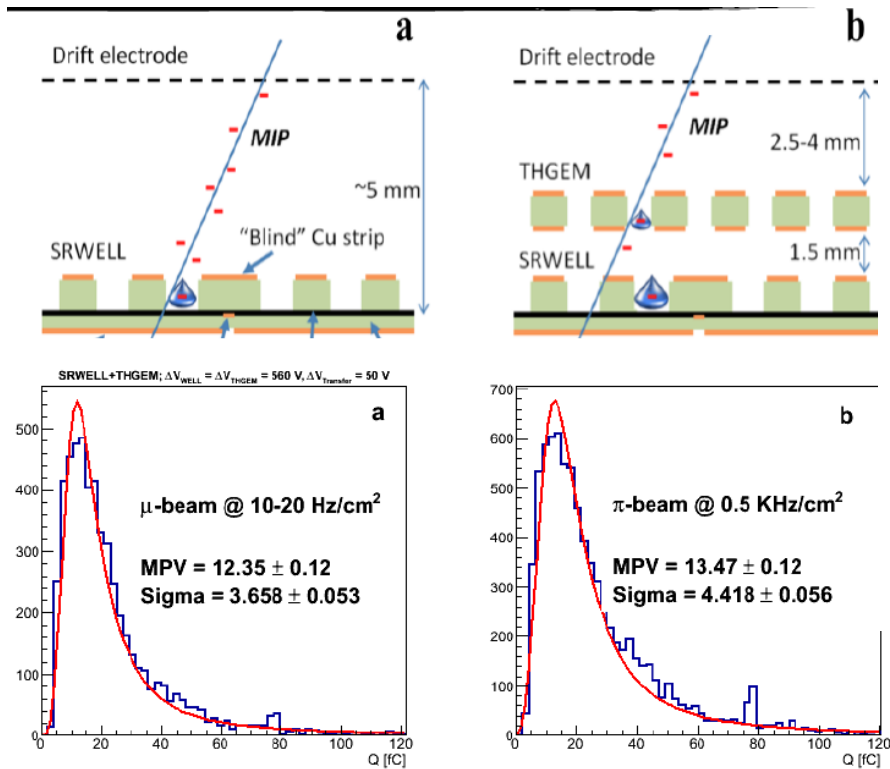 a
Drift electrode
MIP
~5 mm
"Blind" Cu strip
SRWELL
b
Drift electrode
MIP
2.5-4 mm
THGEM
1.5 mm
SRWELL
SRWELL+THGEM; ΔV_WELL = ΔV_THGEM = 560 V, ΔV_Transfer = 50 V
a
μ-beam @ 10-20 Hz/cm²
MPV = 12.35 ± 0.12
Sigma = 3.658 ± 0.053
500
400
300
200
100
0
0 20 40 60 80 100 120
Q [fC]
b
π-beam @ 0.5 KHz/cm²
MPV = 13.47 ± 0.12
Sigma = 4.418 ± 0.056
700
600
500
400
300
200
100
0
0 20 40 60 80 100 120
Q [fC]